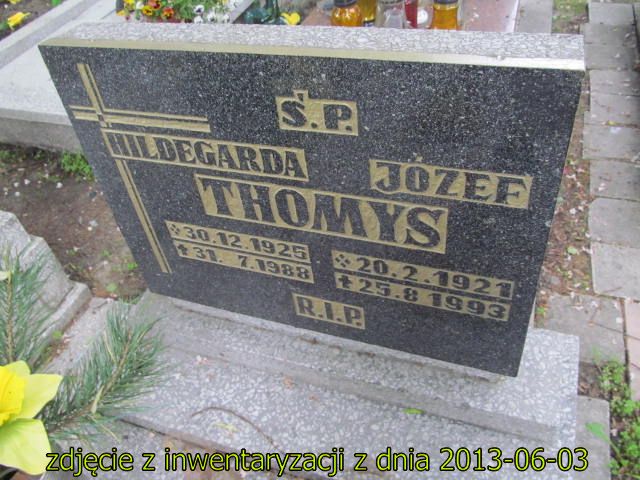 Ś.P.
HILDEGARDA JÓZEF
THOMYS
30.12.1925 20.2.1921
31. 7.1988 25.8 1993
R.I.P.
zdjęcie z inwentaryzacji z dnia 2013-06-03